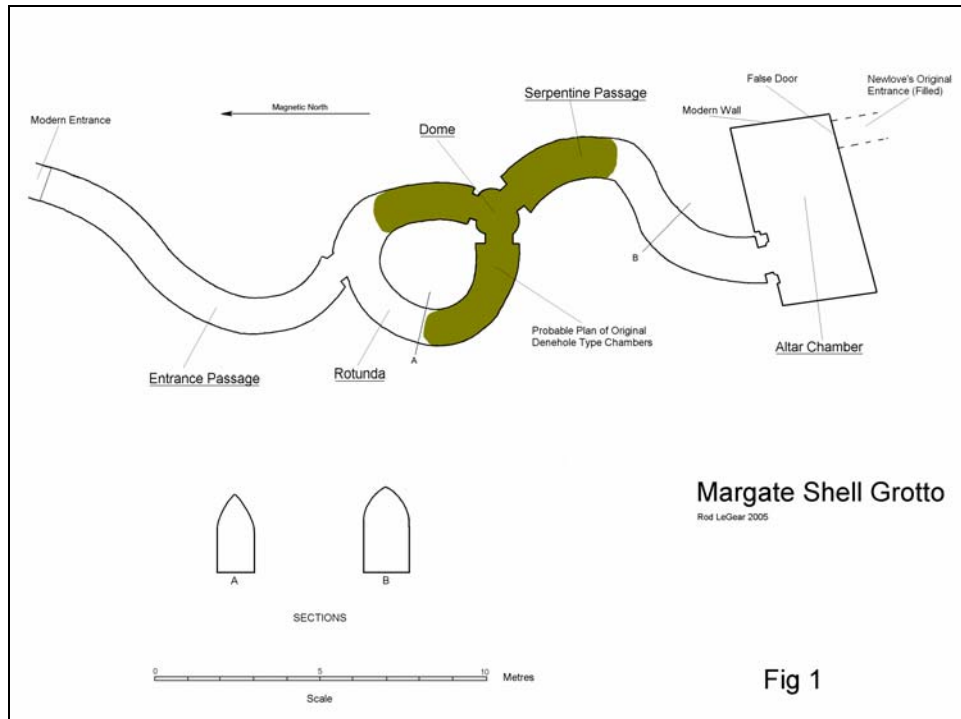 False Door
Newlove's Original
Entrance (Filled)
Serpentine Passage
Magnetic North
Modern Wall
Modern Entrance
Dome
B
Probable Plan of Original
Denehole Type Chambers
A
Altar Chamber
Entrance Passage
Rotunda
Margate Shell Grotto
Rod LeGear 2005
A
B
SECTIONS
0
5
10
Metres
Scale
Fig 1